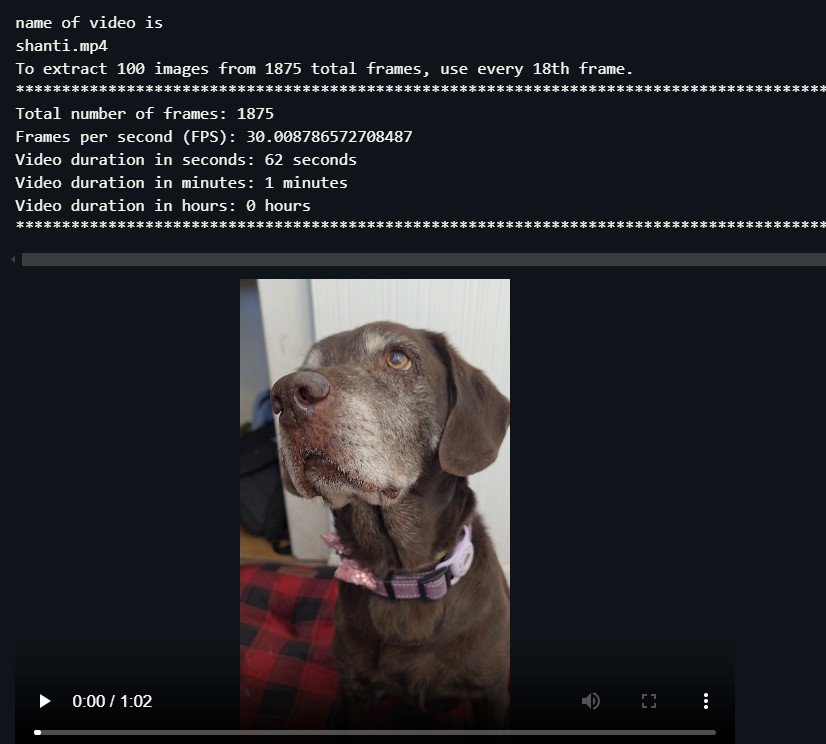 name of video is
shanti.mp4
To extract 100 images from 1875 total frames, use every 18th frame.
****************************************************************************************
Total number of frames: 1875
Frames per second (FPS): 30.008786572708487
Video duration in seconds: 62 seconds
Video duration in minutes: 1 minutes
Video duration in hours: 0 hours
****************************************************************************************
0:00 / 1:02